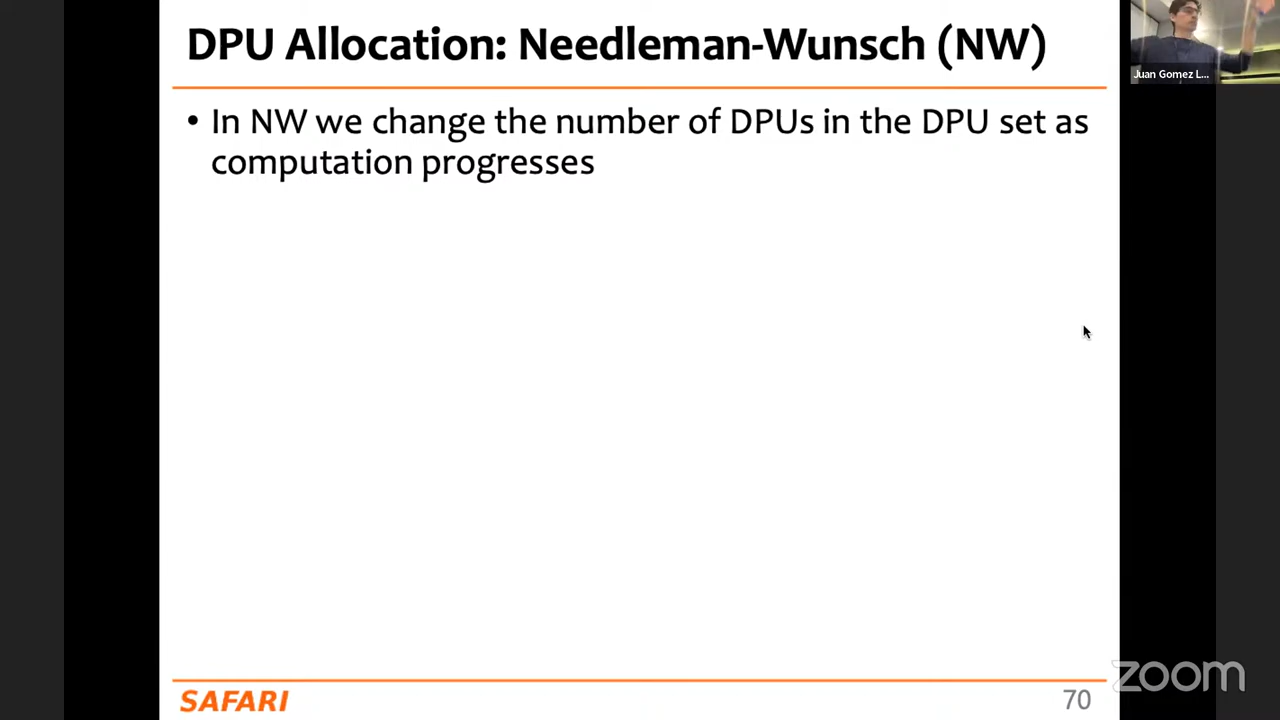 DPU Allocation: Needleman-Wunsch (NW)
Juan Gomez L...
• In NW we change the number of DPUs in the DPU set as
computation progresses
SAFARI
70
zoom